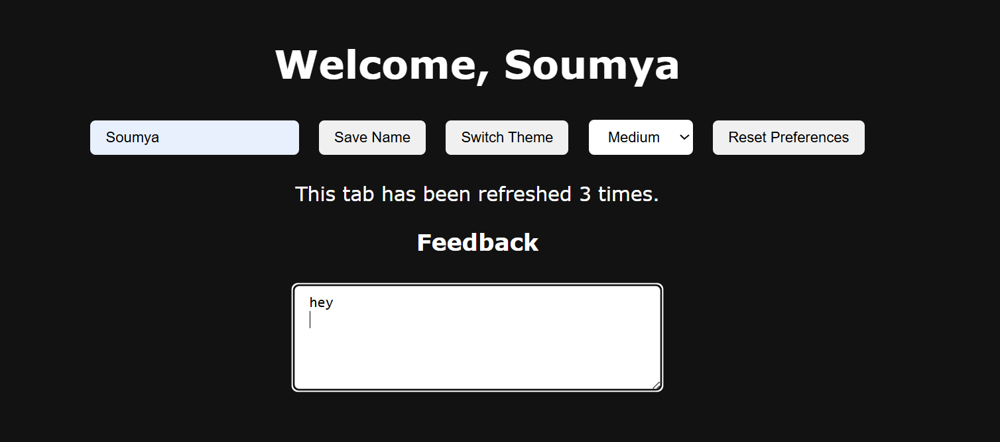 Welcome, Soumya
Soumya Save Name Switch Theme Medium Reset Preferences
This tab has been refreshed 3 times.
Feedback
hey